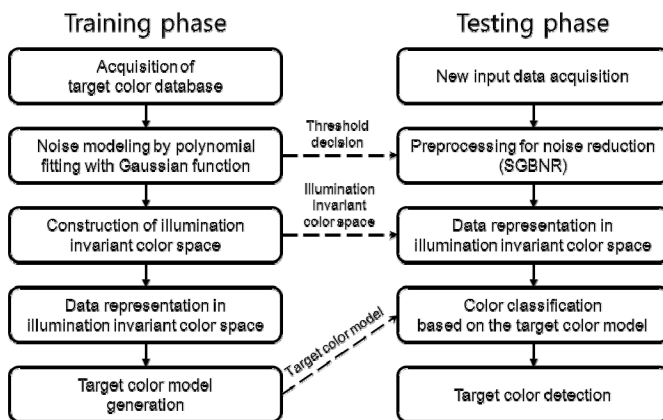 Training phase
Acquisition of
target color database
Noise modeling by polynomial
fitting with Gaussian function
Construction of illumination
invariant color space
Data representation in
illumination invariant color space
Target color model
generation
Threshold
decision
Illumination
Invariant
color space
Target color model
Testing phase
New input data acquisition
Preprocessing for noise reduction
(SGBNR)
Data representation in
illumination invariant color space
Color classification
based on the target color model
Target color detection